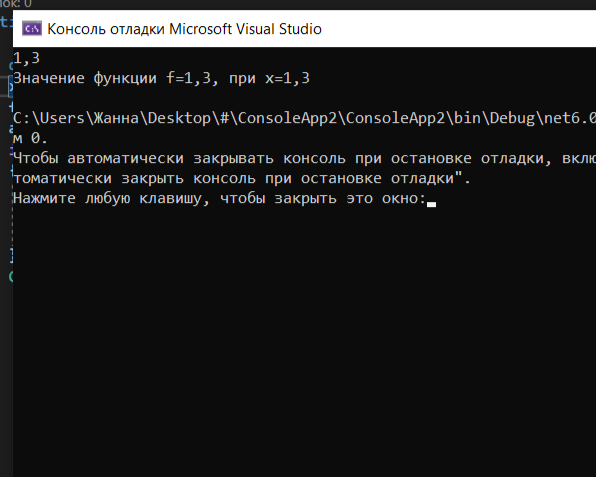 лок: 0
C:\ Консоль отладки Microsoft Visual Studio
1,3
Значение функции f=1,3, при x=1,3
C:\Users\Жанна\Desktop\#\ConsoleApp2\ConsoleApp2\bin\Debug\net6.0
м 0.
Чтобы автоматически закрывать консоль при остановке отладки, вклю
томатически закрыть консоль при остановке отладки".
Нажмите любую клавишу, чтобы закрыть это окно: